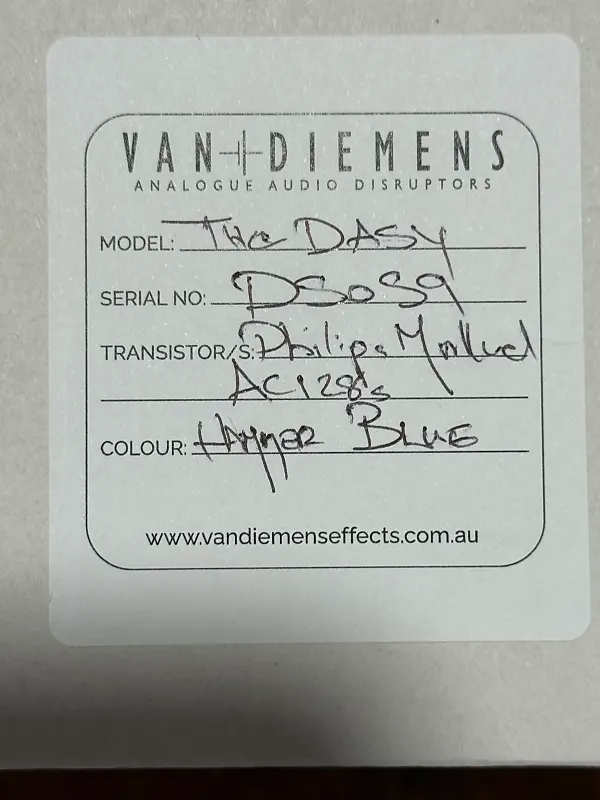 VAN DIEMENS
ANALOGUE AUDIO DISRUPTORS
MODEL: The DASY
SERIAL NO: DS089
TRANSISTOR/S: Philips Mullard
AC128's
COLOUR: HAMMER BLUE
www.vandiemenseffects.com.au